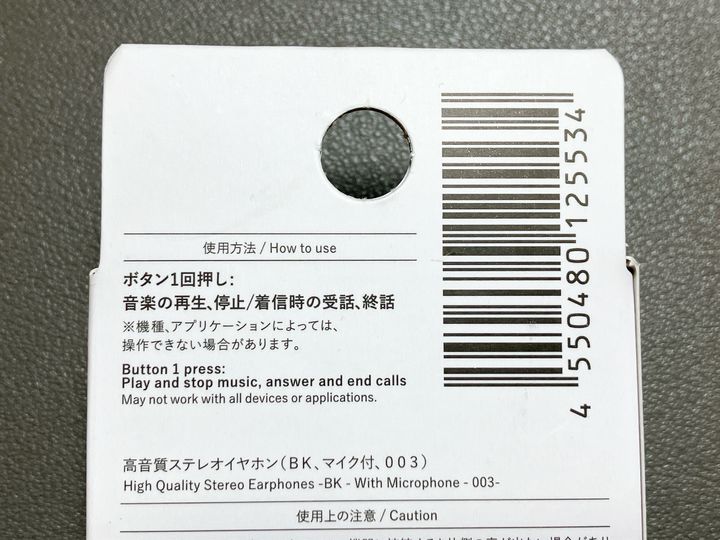 使用方法 / How to use
ボタン1回押し:
音楽の再生、停止/着信時の受話、終話
※機種、アプリケーションによっては、
操作できない場合があります。
Button 1 press:
Play and stop music, answer and end calls
May not work with all devices or applications.
4 550480 125534
高音質ステレオイヤホン(BK、マイク付、003)
High Quality Stereo Earphones -BK - With Microphone - 003-
使用上の注意 / Caution